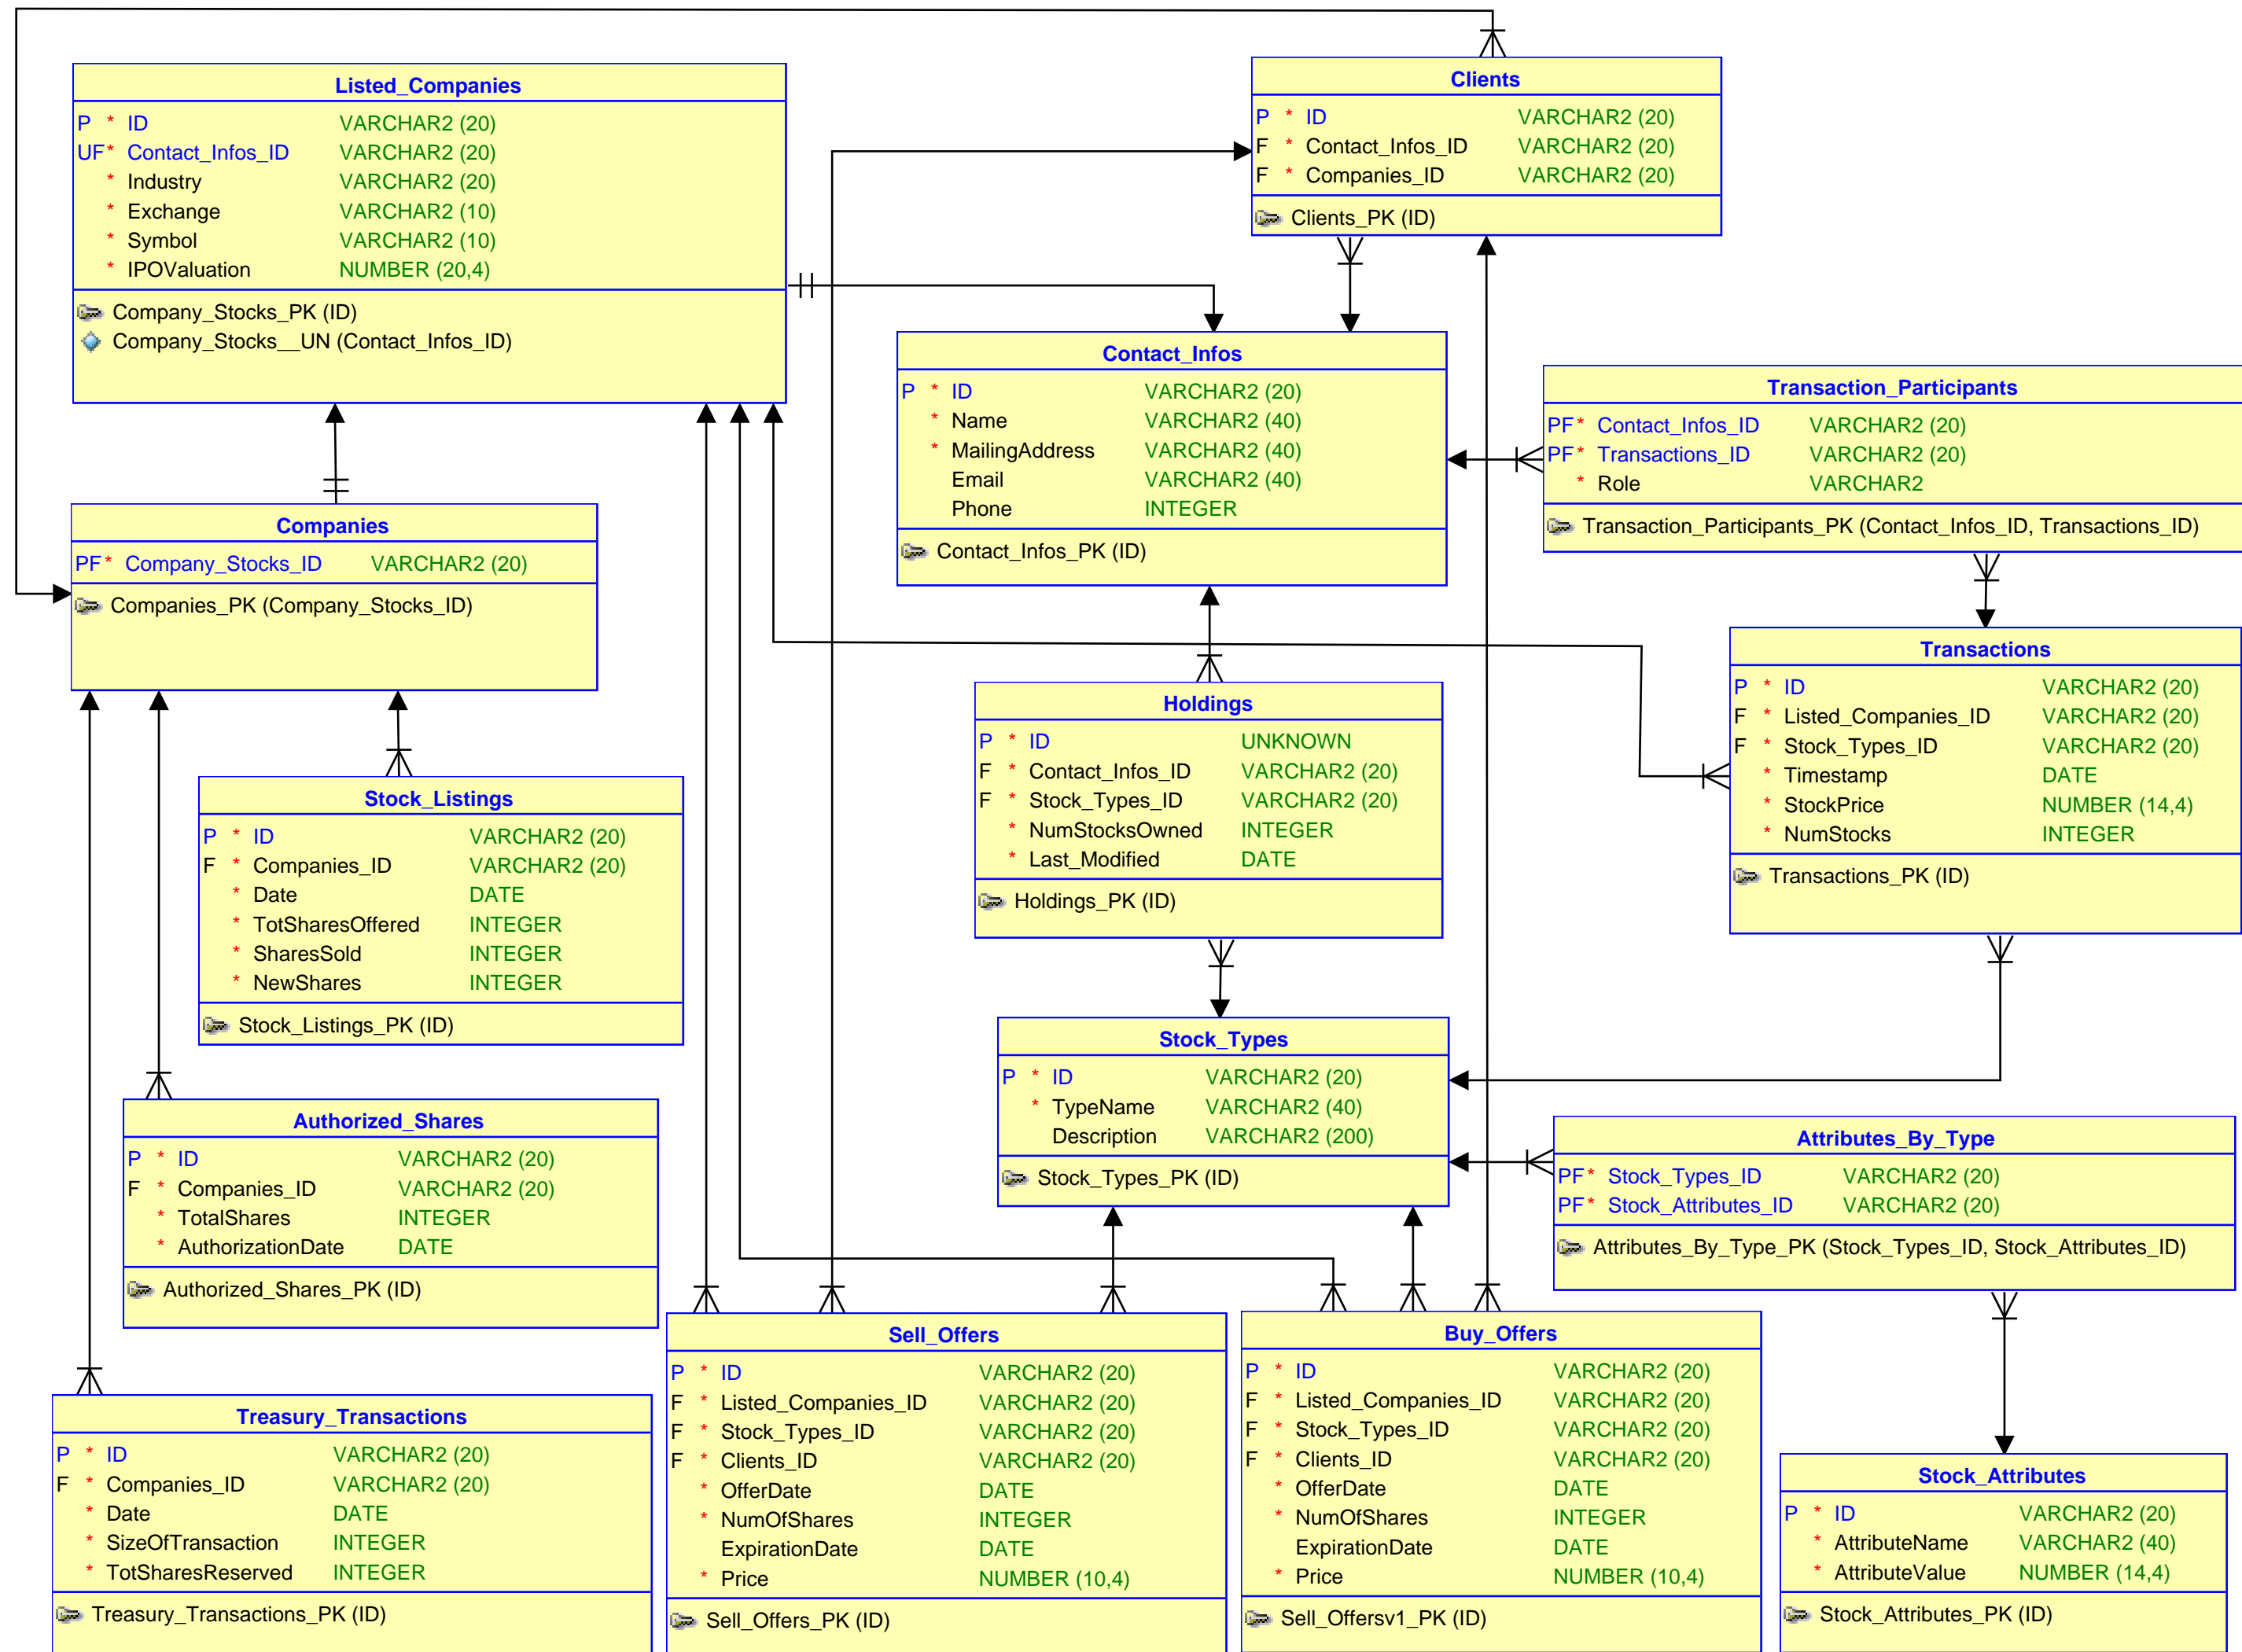 Listed_Companies
P * ID VARCHAR2 (20)
UF* Contact_Infos_ID VARCHAR2 (20)
* Industry VARCHAR2 (20)
* Exchange VARCHAR2 (10)
* Symbol VARCHAR2 (10)
* IPOValuation NUMBER (20,4)
Company_Stocks_PK (ID)
Company_Stocks__UN (Contact_Infos_ID)
Clients
P * ID VARCHAR2 (20)
F * Contact_Infos_ID VARCHAR2 (20)
F * Companies_ID VARCHAR2 (20)
Clients_PK (ID)
Contact_Infos
P * ID VARCHAR2 (20)
* Name VARCHAR2 (40)
* MailingAddress VARCHAR2 (40)
Email VARCHAR2 (40)
Phone INTEGER
Contact_Infos_PK (ID)
Transaction_Participants
PF* Contact_Infos_ID VARCHAR2 (20)
PF* Transactions_ID VARCHAR2 (20)
* Role VARCHAR2
Transaction_Participants_PK (Contact_Infos_ID, Transactions_ID)
Companies
PF* Company_Stocks_ID VARCHAR2 (20)
Companies_PK (Company_Stocks_ID)
Transactions
P * ID VARCHAR2 (20)
F * Listed_Companies_ID VARCHAR2 (20)
F * Stock_Types_ID VARCHAR2 (20)
* Timestamp DATE
* StockPrice NUMBER (14,4)
* NumStocks INTEGER
Transactions_PK (ID)
Holdings
P * ID UNKNOWN
F * Contact_Infos_ID VARCHAR2 (20)
F * Stock_Types_ID VARCHAR2 (20)
* NumStocksOwned INTEGER
* Last_Modified DATE
Holdings_PK (ID)
Stock_Listings
P * ID VARCHAR2 (20)
F * Companies_ID VARCHAR2 (20)
* Date DATE
* TotSharesOffered INTEGER
* SharesSold INTEGER
* NewShares INTEGER
Stock_Listings_PK (ID)
Stock_Types
P * ID VARCHAR2 (20)
* TypeName VARCHAR2 (40)
Description VARCHAR2 (200)
Stock_Types_PK (ID)
Authorized_Shares
P * ID VARCHAR2 (20)
F * Companies_ID VARCHAR2 (20)
* TotalShares INTEGER
* AuthorizationDate DATE
Authorized_Shares_PK (ID)
Attributes_By_Type
PF* Stock_Types_ID VARCHAR2 (20)
PF* Stock_Attributes_ID VARCHAR2 (20)
Attributes_By_Type_PK (Stock_Types_ID, Stock_Attributes_ID)
Treasury_Transactions
P * ID VARCHAR2 (20)
F * Companies_ID VARCHAR2 (20)
* Date DATE
* SizeOfTransaction INTEGER
* TotSharesReserved INTEGER
Treasury_Transactions_PK (ID)
Sell_Offers
P * ID VARCHAR2 (20)
F * Listed_Companies_ID VARCHAR2 (20)
F * Stock_Types_ID VARCHAR2 (20)
F * Clients_ID VARCHAR2 (20)
* OfferDate DATE
* NumOfShares INTEGER
ExpirationDate DATE
* Price NUMBER (10,4)
Sell_Offers_PK (ID)
Buy_Offers
P * ID VARCHAR2 (20)
F * Listed_Companies_ID VARCHAR2 (20)
F * Stock_Types_ID VARCHAR2 (20)
F * Clients_ID VARCHAR2 (20)
* OfferDate DATE
* NumOfShares INTEGER
ExpirationDate DATE
* Price NUMBER (10,4)
Sell_Offersv1_PK (ID)
Stock_Attributes
P * ID VARCHAR2 (20)
* AttributeName VARCHAR2 (40)
* AttributeValue NUMBER (14,4)
Stock_Attributes_PK (ID)